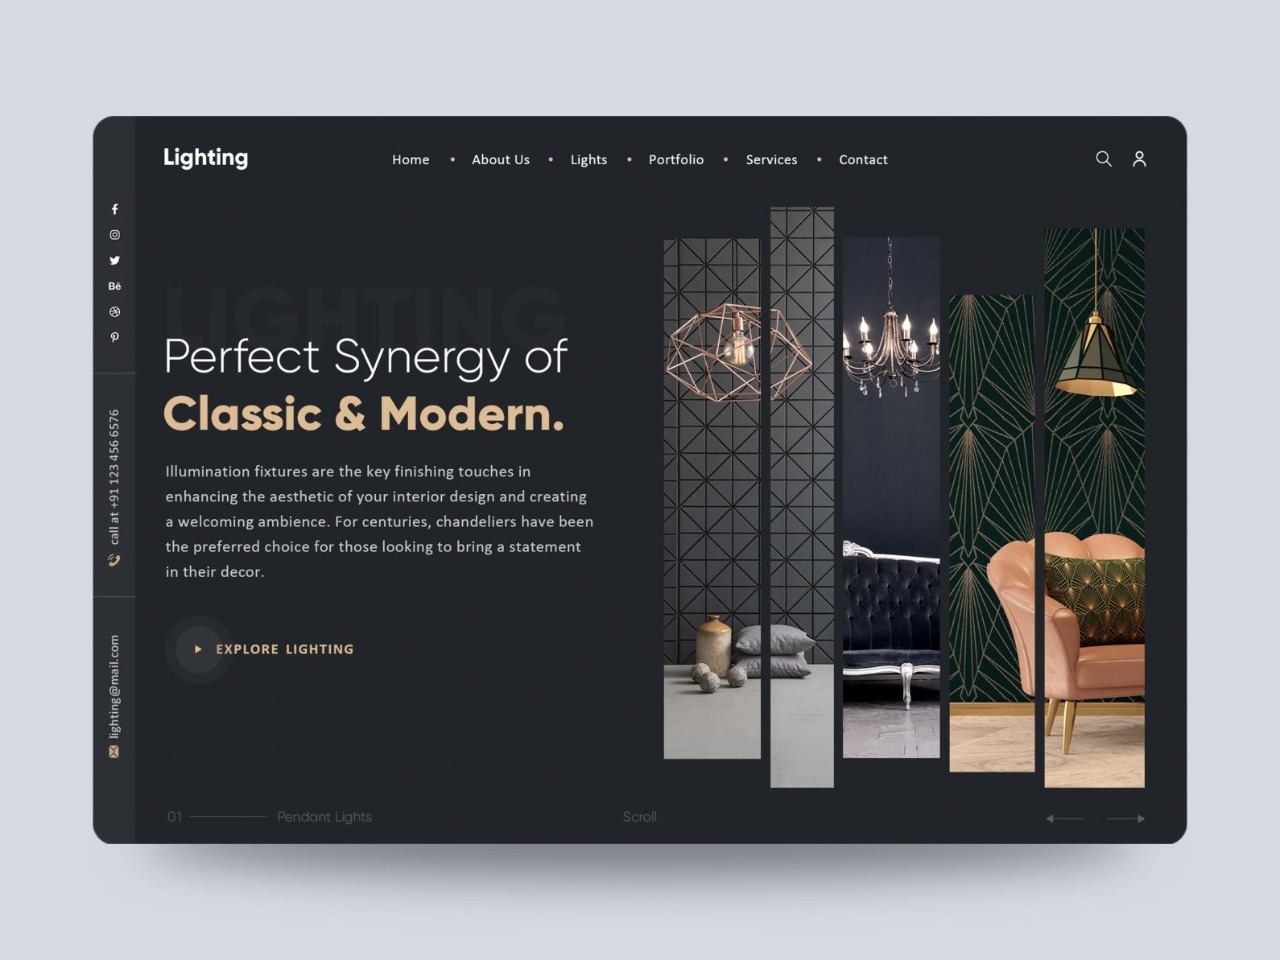 Lighting
Home • About Us • Lights • Portfolio • Services • Contact
Bē
call at +91 123 456 6576
lighting@mail.com
LIGHTING
Perfect Synergy of
Classic & Modern.
Illumination fixtures are the key finishing touches in
enhancing the aesthetic of your interior design and creating
a welcoming ambience. For centuries, chandeliers have been
the preferred choice for those looking to bring a statement
in their decor.
EXPLORE LIGHTING
01 Pendant Lights
Scroll